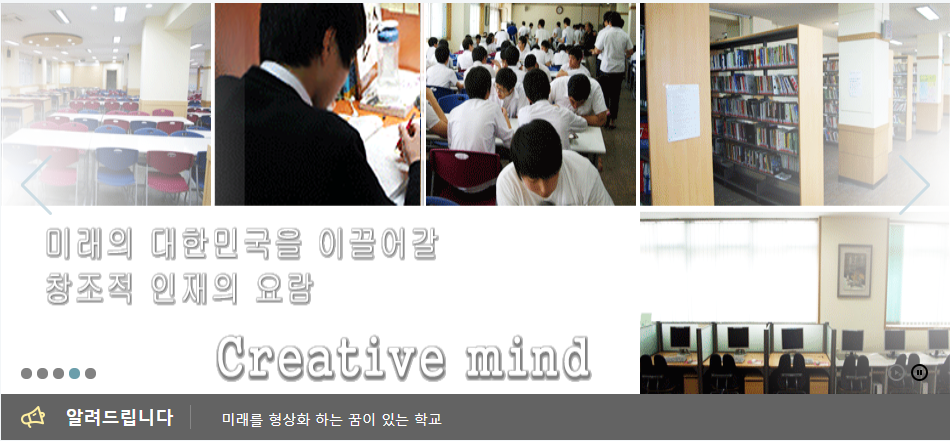 미래의 대한민국을 이끌어갈
창조적 인재의 요람
Creative mind
알려드립니다
미래를 형상화 하는 꿈이 있는 학교